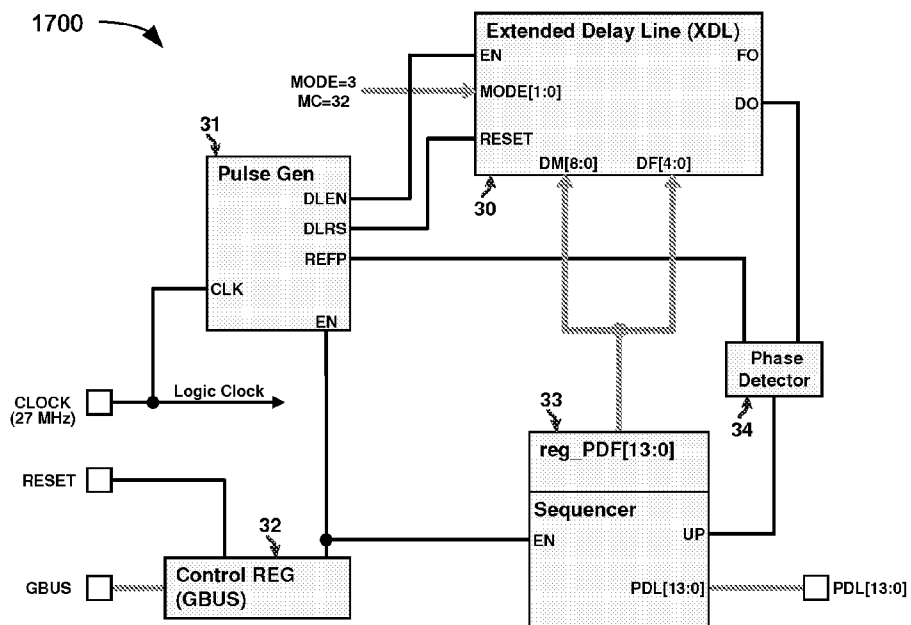 1700
Extended Delay Line (XDL)
EN
FO
MODE=3
MC=32
MODE[1:0]
DO
31
RESET
DM[8:0]
DF[4:0]
Pulse Gen
30
DLEN
DLRS
REFP
CLK
EN
Phase
Detector
CLOCK
(27 MHz)
Logic Clock
33
34
reg_PDF[13:0]
RESET
Sequencer
32
EN
UP
GBUS
Control REG
(GBUS)
PDL[13:0]
PDL[13:0]